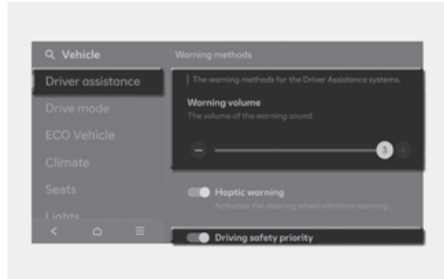 Vehicle
Warning methods
Driver assistance
The warning methods for the Driver Assistance systems.
Drive mode
Warning volume
The volume of the warning sound.
ECO Vehicle
3
Climate
Seats
Haptic warning
Activates the steering wheel vibration warning.
Lights
Driving safety priority